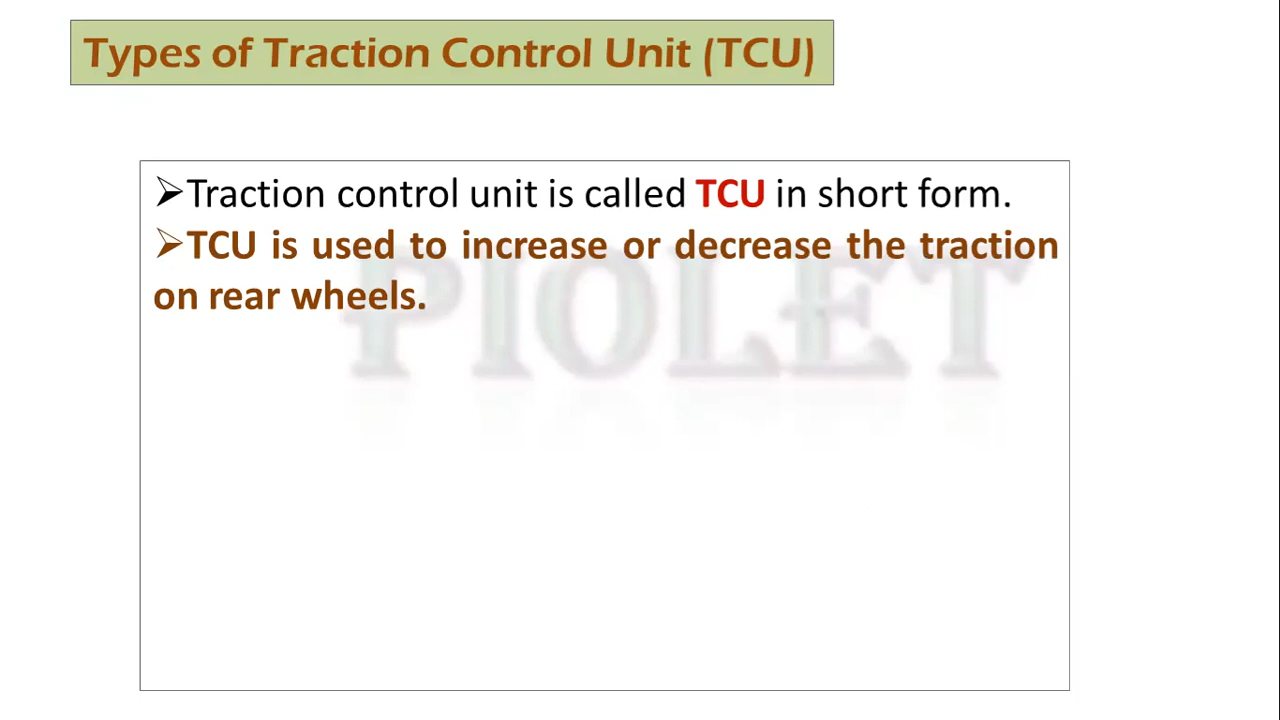 Types of Traction Control Unit (TCU)
➢Traction control unit is called TCU in short form.
➢TCU is used to increase or decrease the traction
on rear wheels.
PIOLET